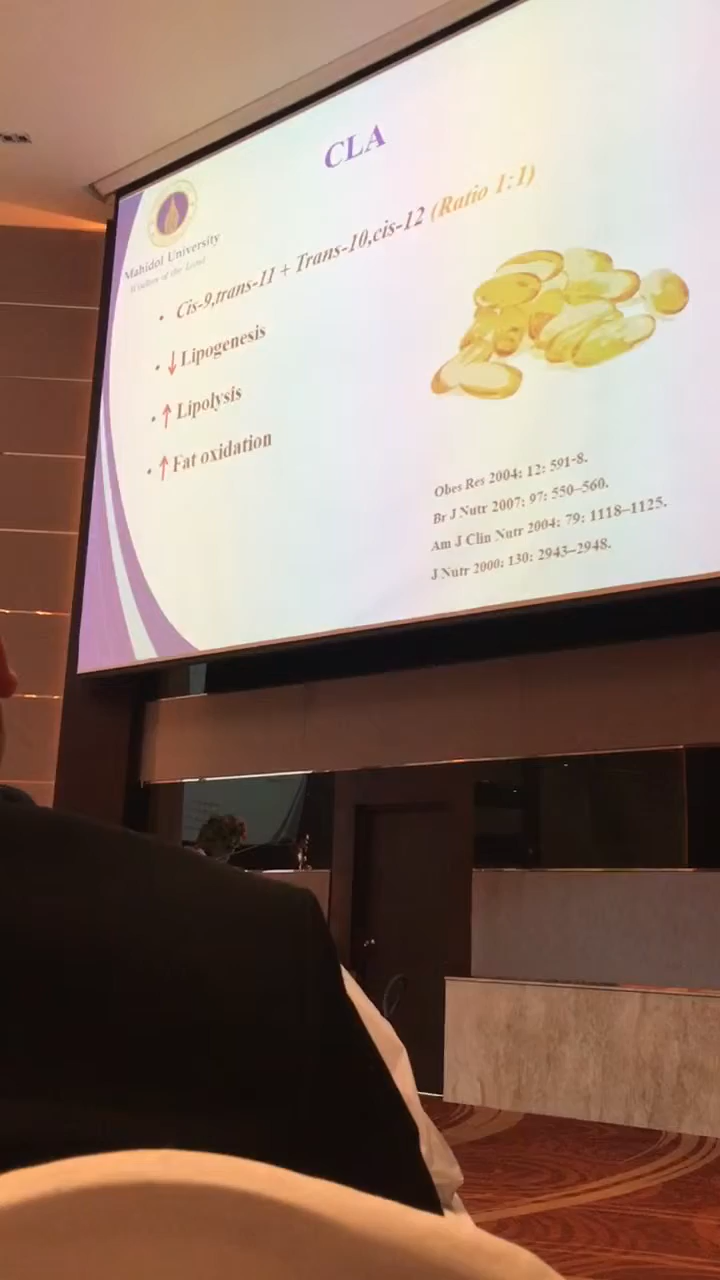 CLA
Mahidol University
Wisdom of the Land
• Cis-9,trans-11 + Trans-10,cis-12 (Ratio 1:1)
• ↓ Lipogenesis
• ↑ Lipolysis
• ↑ Fat oxidation
Obes Res 2004; 12: 591-8.
Br J Nutr 2007; 97: 550–560.
Am J Clin Nutr 2004; 79: 1118–1125.
J Nutr 2000; 130: 2943–2948.